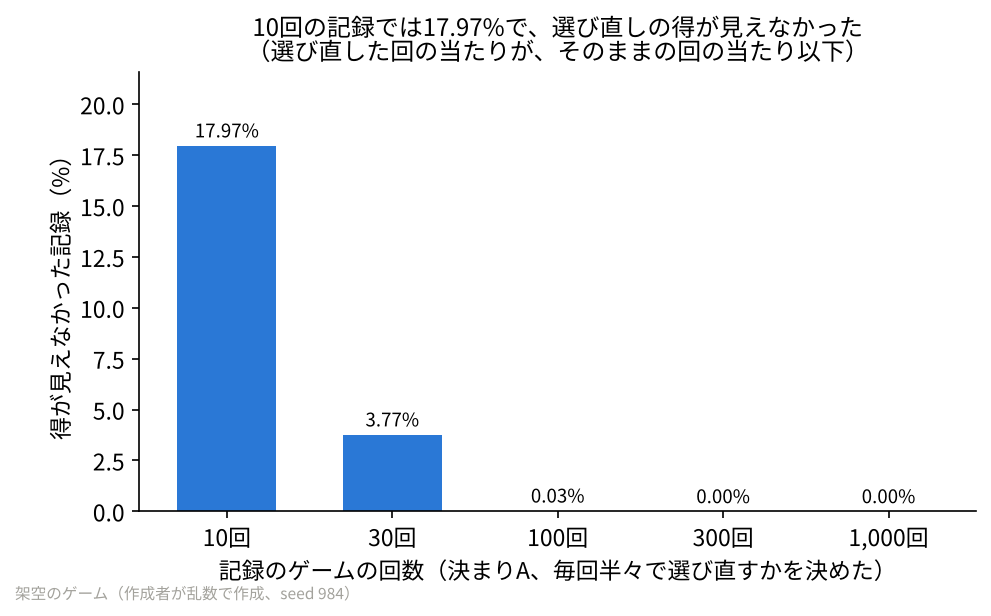 10回の記録では17.97%で、選び直しの得が見えなかった
（選び直した回の当たりが、そのままの回の当たり以下）
得が見えなかった記録（%）
20.0
17.5
15.0
12.5
10.0
7.5
5.0
2.5
0.0
17.97%
3.77%
0.03%
0.00%
0.00%
10回
30回
100回
300回
1,000回
記録のゲームの回数（決まりA、毎回半々で選び直すかを決めた）
架空のゲーム（作成者が乱数で作成、seed 984）